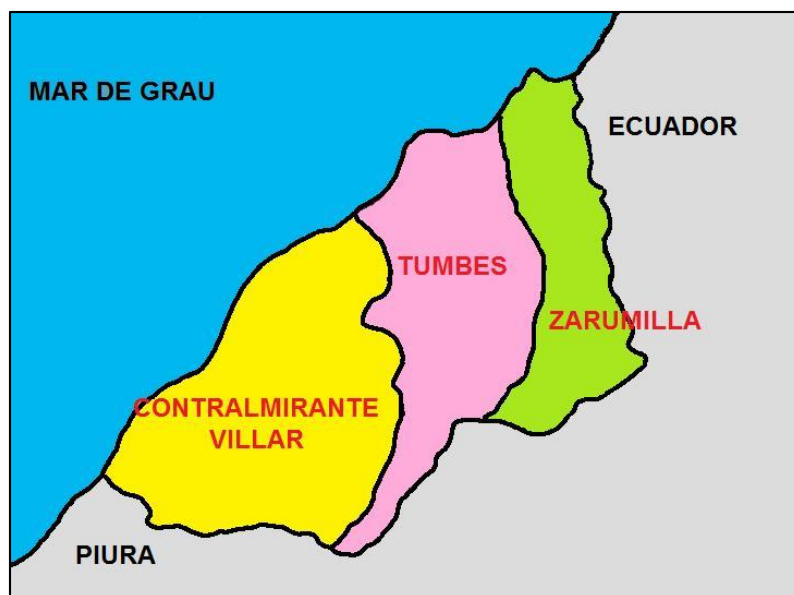 MAR DE GRAU
ECUADOR
TUMBES
ZARUMILLA
CONTRALMIRANTE
VILLAR
PIURA